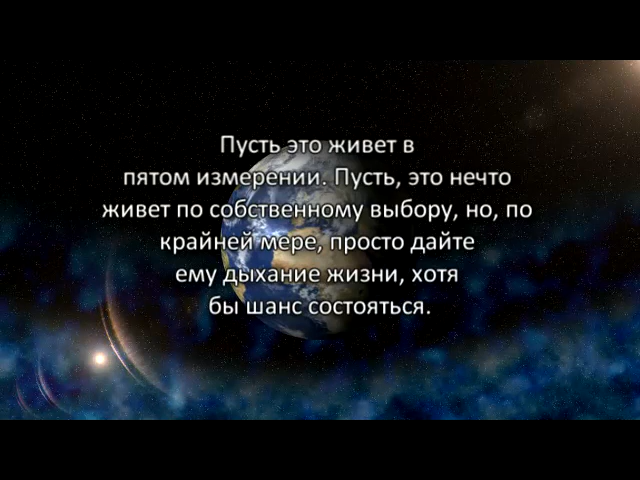 Пусть это живет в
пятом измерении. Пусть, это нечто
живет по собственному выбору, но, по
крайней мере, просто дайте
ему дыхание жизни, хотя
бы шанс состояться.